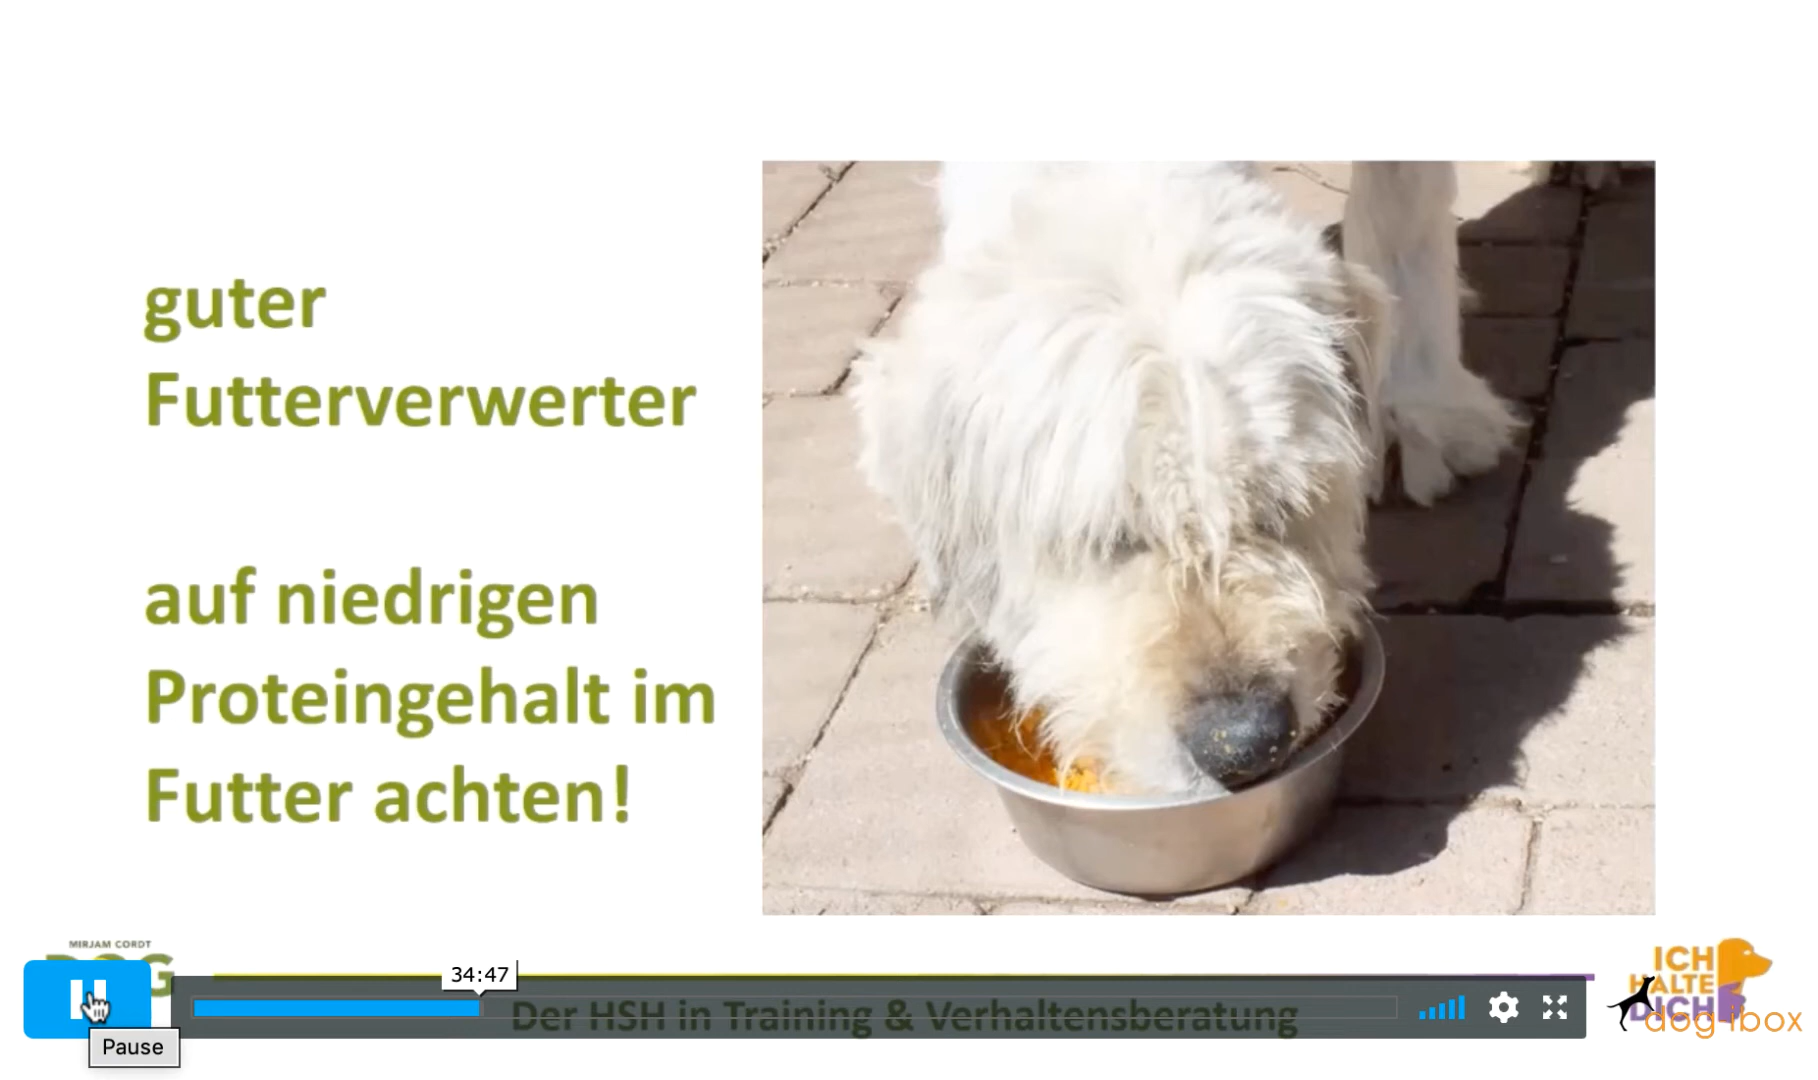 guter
Futterverwerter
auf niedrigen
Proteingehalt im
Futter achten!
MIRJAM CORDT
34:47
Der HSH in Training & Verhaltensberatung
Pause
ICH
HALTE
DICH
dog ibox